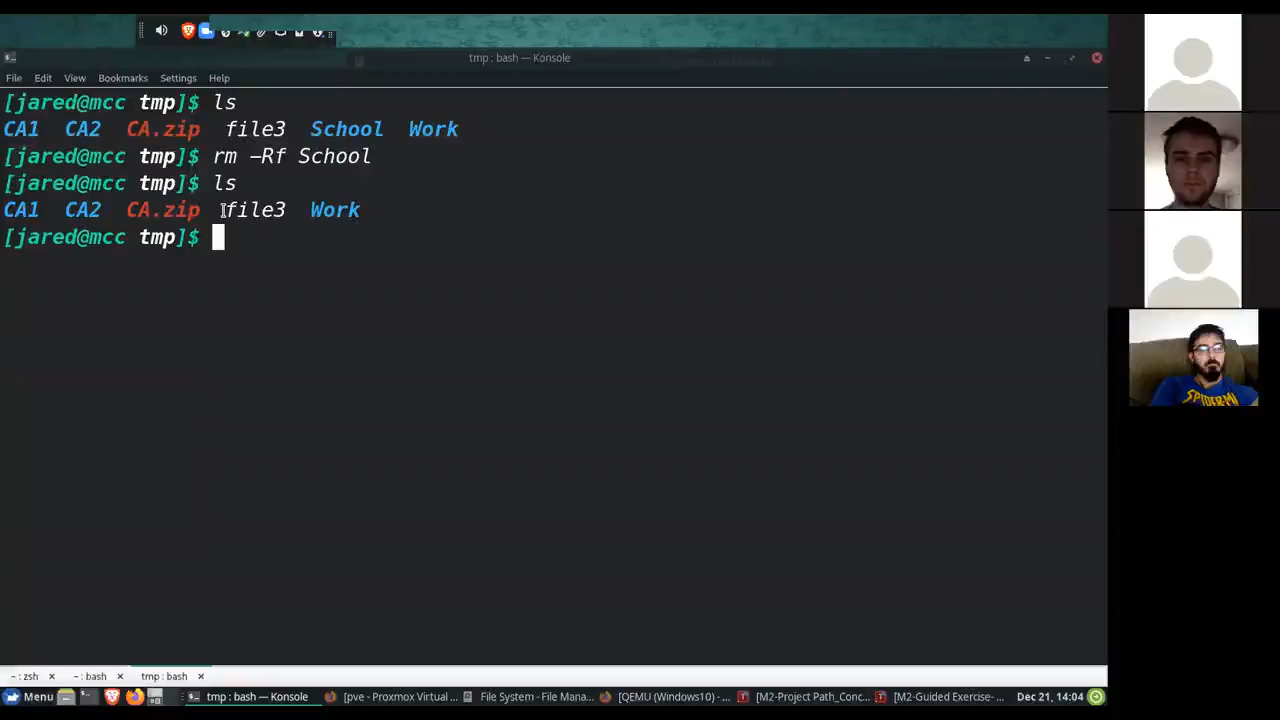 tmp : bash — Konsole
File Edit View Bookmarks Settings Help
[jared@mcc tmp]$ ls
CA1 CA2 CA.zip file3 School Work
[jared@mcc tmp]$ rm -Rf School
[jared@mcc tmp]$ ls
CA1 CA2 CA.zip file3 Work
[jared@mcc tmp]$
~ : zsh ~ : bash tmp : bash
Menu tmp : bash — Konsole [pve - Proxmox Virtual ... File System - File Mana... [QEMU (Windows10) - ... [M2-Project Path_Conc... [M2-Guided Exercise- ... Dec 21, 14:04